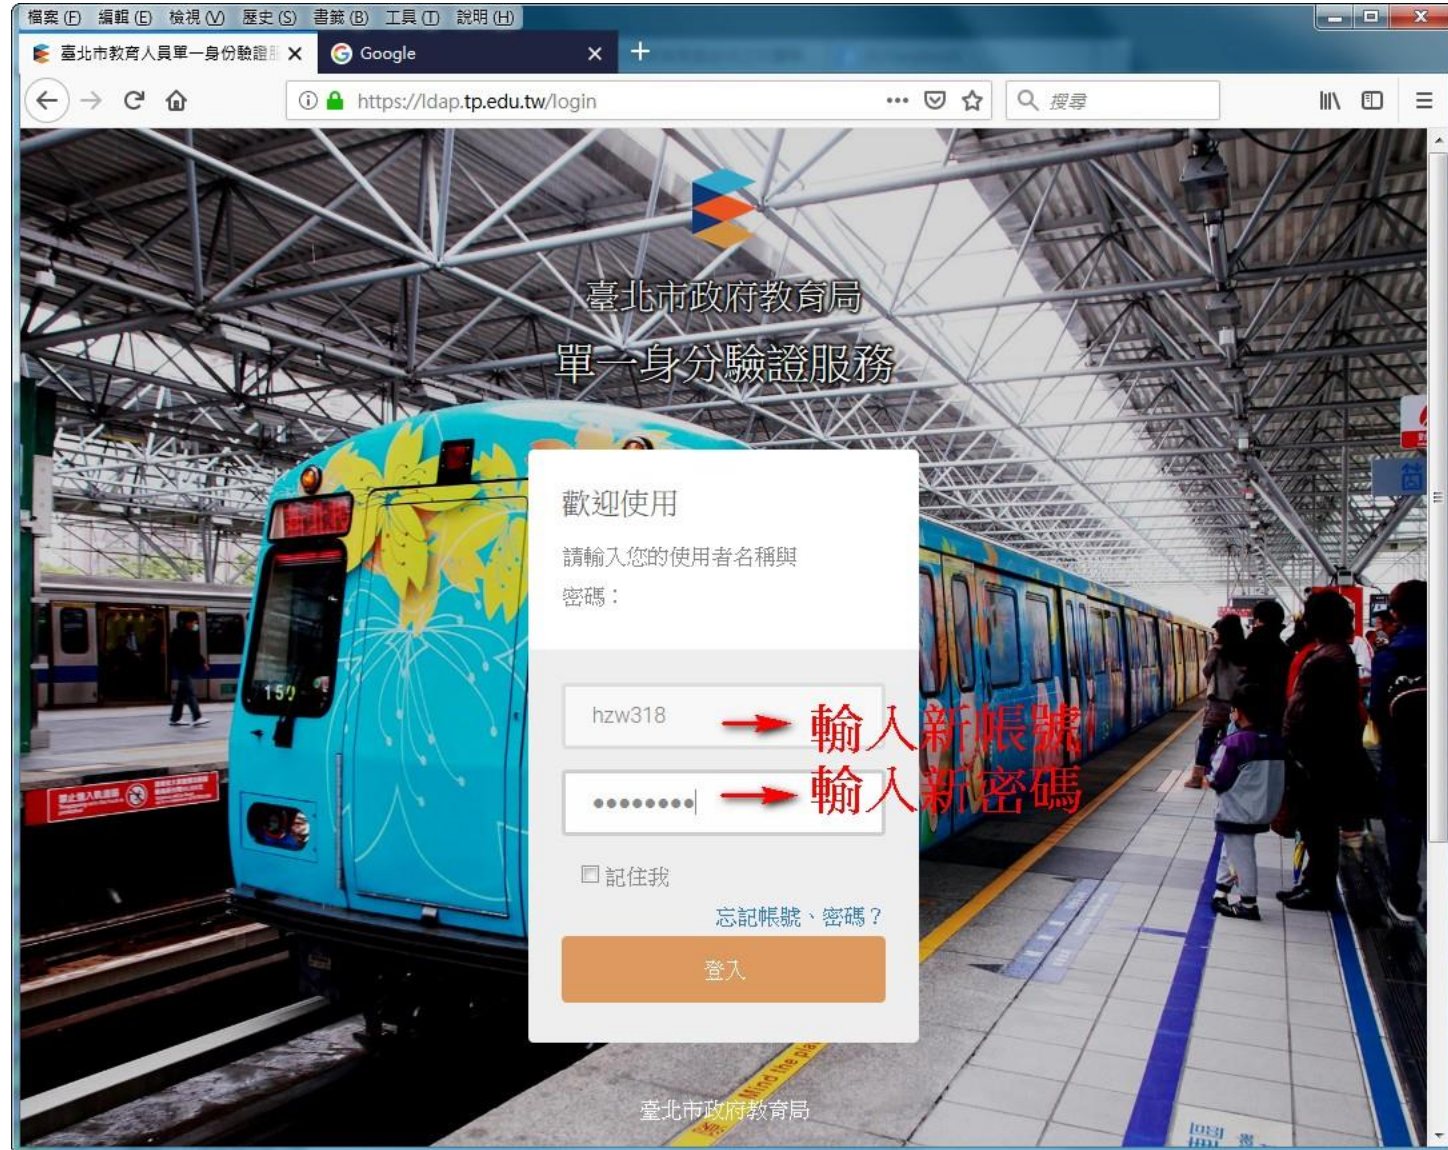 檔案(F) 編輯(E) 檢視(V) 歷史(S) 書籤(B) 工具(T) 說明(H)
臺北市教育人員單一身份驗證
Google
https://ldap.tp.edu.tw/login
搜尋
臺北市政府教育局
單一身分驗證服務
歡迎使用
請輸入您的使用者名稱與
密碼：
150
hzw318
輸入新帳號
••••••••
輸入新密碼
記住我
忘記帳號、密碼？
登入
Mind the
臺北市政府教育局